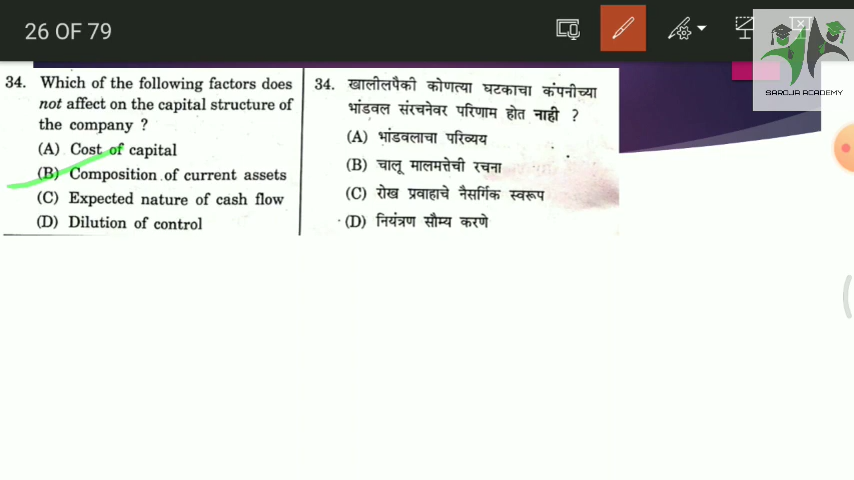 26 OF 79
SAROJA ACADEMY
34. Which of the following factors does
not affect on the capital structure of
the company ?
(A) Cost of capital
(B) Composition of current assets
(C) Expected nature of cash flow
(D) Dilution of control
34. खालीलपैकी कोणत्या घटकाचा कंपनीच्या
भांडवल संरचनेवर परिणाम होत नाही ?
(A) भांडवलाचा परिव्यय
(B) चालू मालमत्तेची रचना
(C) रोख प्रवाहाचे नैसर्गिक स्वरूप
(D) नियंत्रण सौम्य करणे